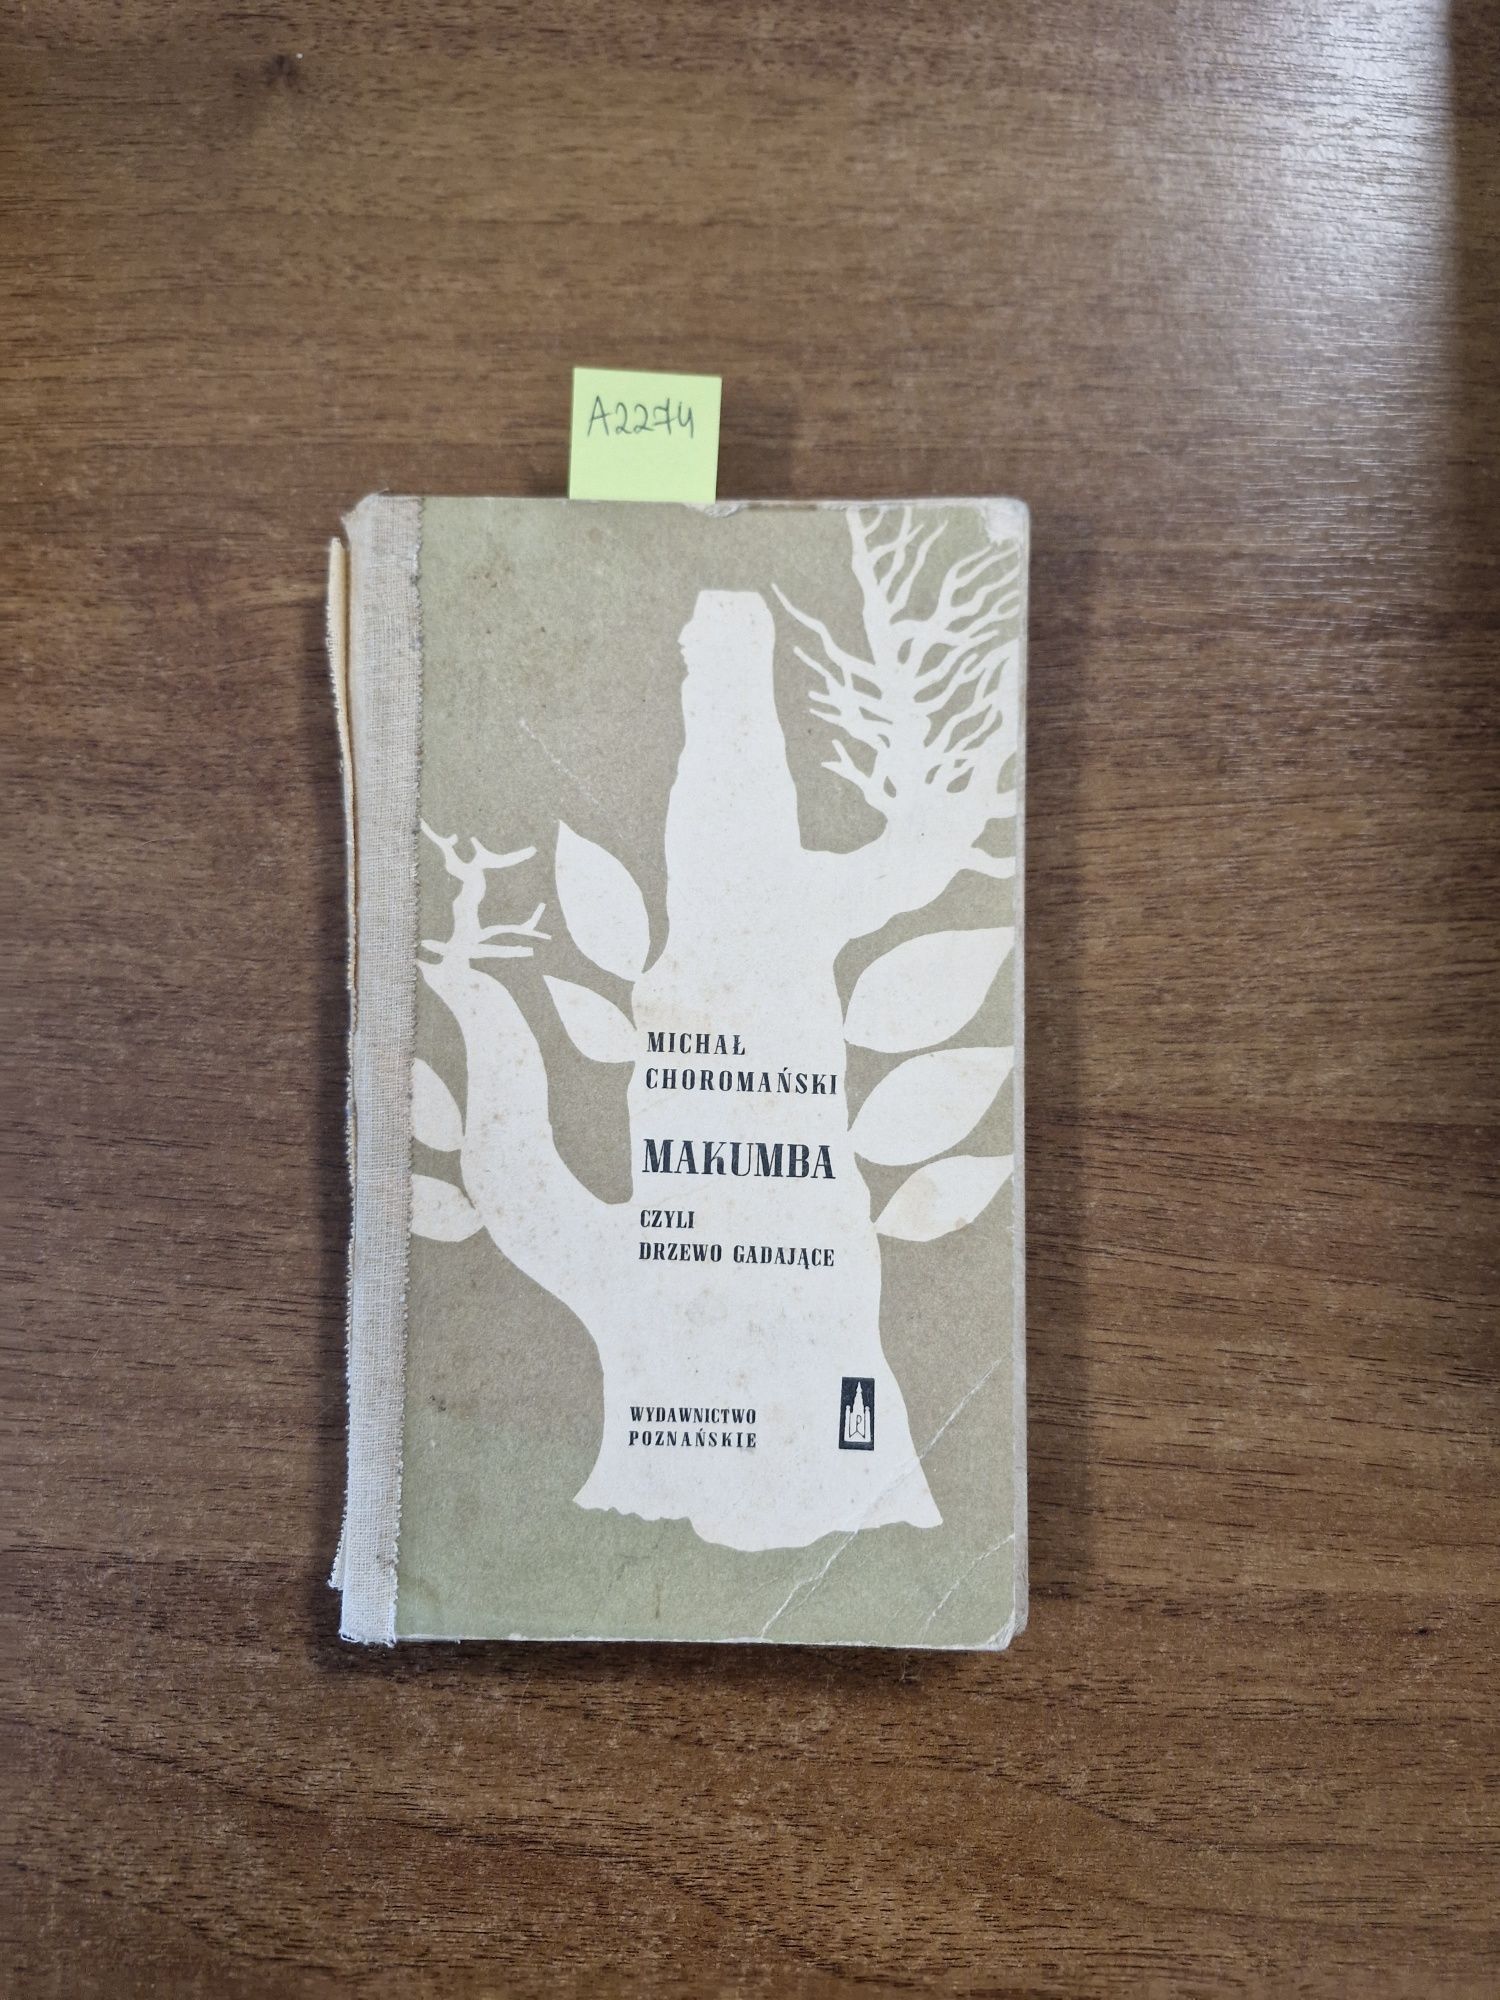 A2274
MICHAŁ
CHOROMAŃSKI
MAKUMBA
CZYLI
DRZEWO GADAJĄCE
WYDAWNICTWO
POZNAŃSKIE